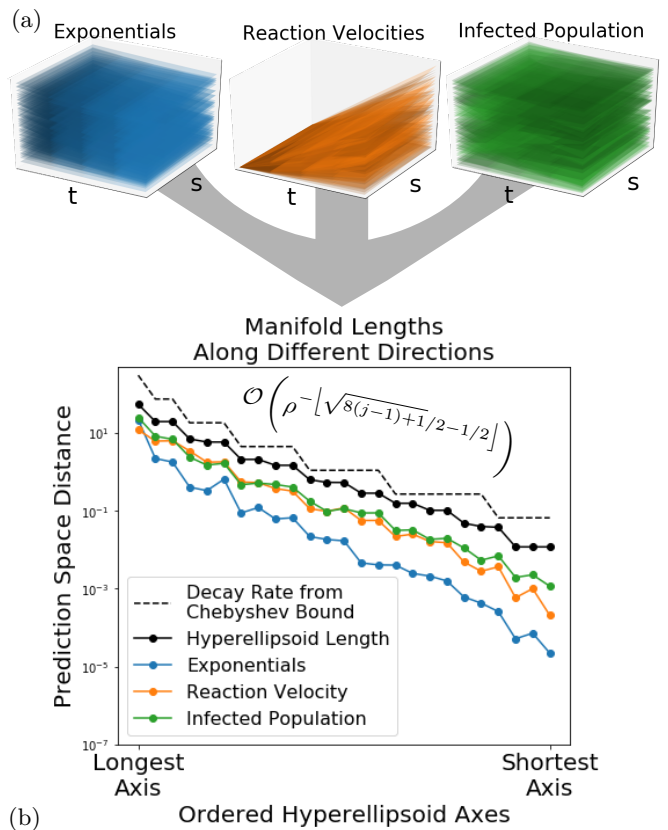 (a)
Exponentials
Reaction Velocities
Infected Population
t
s
t
s
t
s
Manifold Lengths
Along Different Directions
𝒪(ρ^{-⌊√(8(j−1)+1)/2−1/2⌋})
Prediction Space Distance
10^1
10^{-1}
10^{-3}
10^{-5}
10^{-7}
Decay Rate from
Chebyshev Bound
Hyperellipsoid Length
Exponentials
Reaction Velocity
Infected Population
Longest
Axis
Shortest
Axis
(b)
Ordered Hyperellipsoid Axes